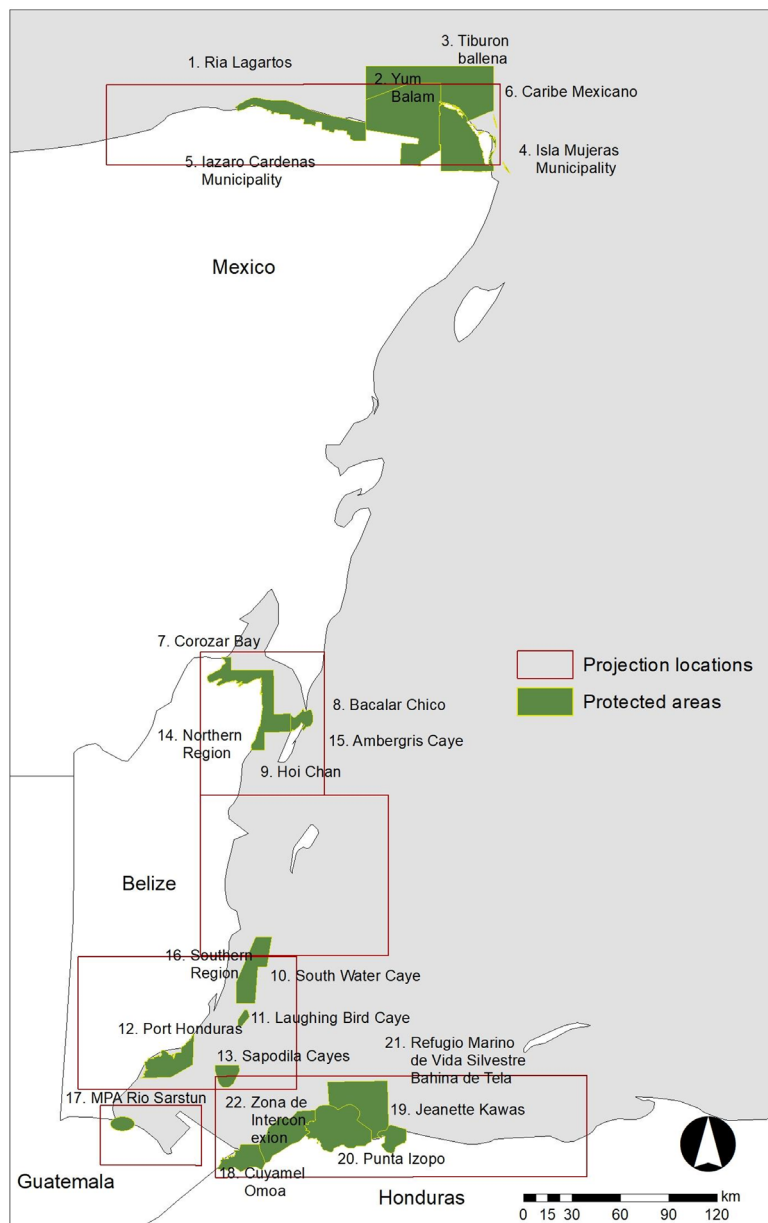 3. Tiburon
ballena
1. Ria Lagartos
2. Yum
Balam
6. Caribe Mexicano
5. Iazaro Cardenas
Municipality
4. Isla Mujeras
Municipality
Mexico
7. Corozar Bay
Projection locations
Protected areas
8. Bacalar Chico
14. Northern
Region
15. Ambergris Caye
9. Hoi Chan
Belize
16. Southern
Region
10. South Water Caye
11. Laughing Bird Caye
12. Port Honduras
13. Sapodila Cayes
21. Refugio Marino
de Vida Silvestre
Bahina de Tela
17. MPA Rio Sarstun
22. Zona de
Intercon
exion
19. Jeanette Kawas
20. Punta Izopo
18. Cuyamel
Omoa
Guatemala
Honduras
km
0 15 30 60 90 120